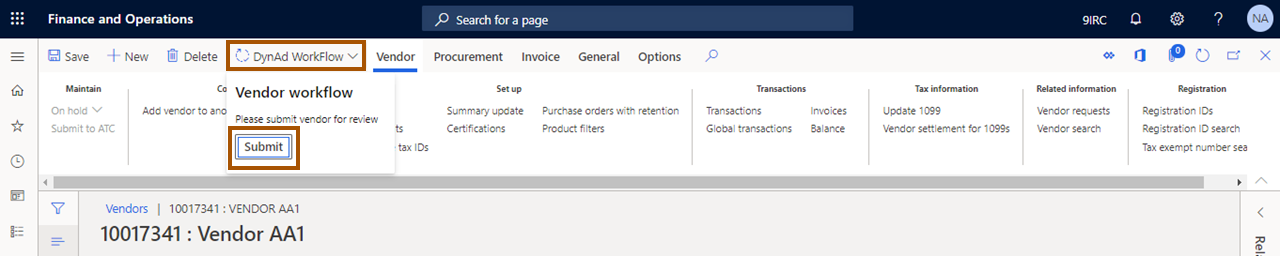 Finance and Operations
Search for a page
9IRC
NA
Save
New
Delete
DynAd WorkFlow
Vendor
Procurement
Invoice
General
Options
0
Maintain
On hold
Submit to ATC
Co
Add vendor to ano
ts
e tax IDs
Vendor workflow
Please submit vendor for review
Submit
Set up
Summary update
Purchase orders with retention
Certifications
Product filters
Transactions
Transactions
Invoices
Global transactions
Balance
Tax information
Update 1099
Vendor settlement for 1099s
Related information
Vendor requests
Vendor search
Registration
Registration IDs
Registration ID search
Tax exempt number sea
Vendors | 10017341 : VENDOR AA1
10017341 : Vendor AA1
Rela